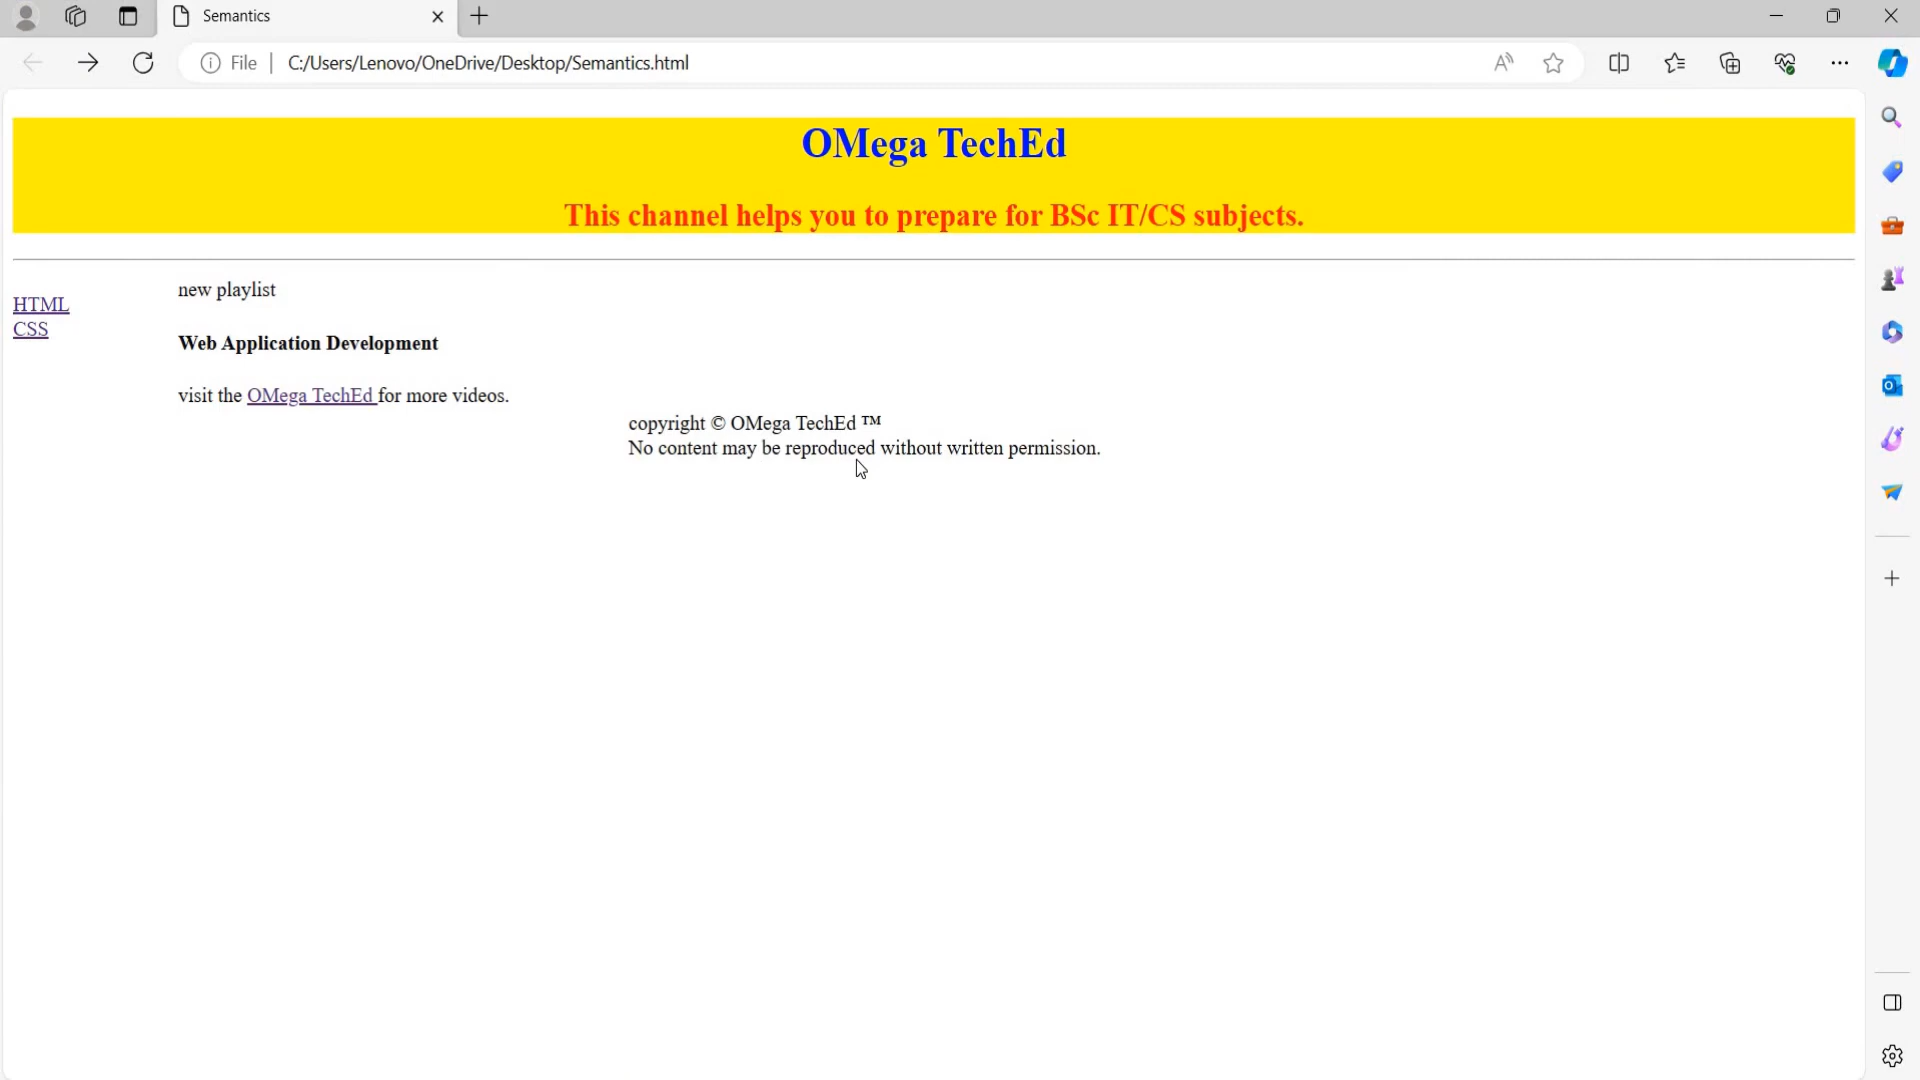 Semantics
File
C:/Users/Lenovo/OneDrive/Desktop/Semantics.html
OMega TechEd
This channel helps you to prepare for BSc IT/CS subjects.
HTML
CSS
new playlist
Web Application Development
visit the OMega TechEd for more videos.
copyright © OMega TechEd ™
No content may be reproduced without written permission.